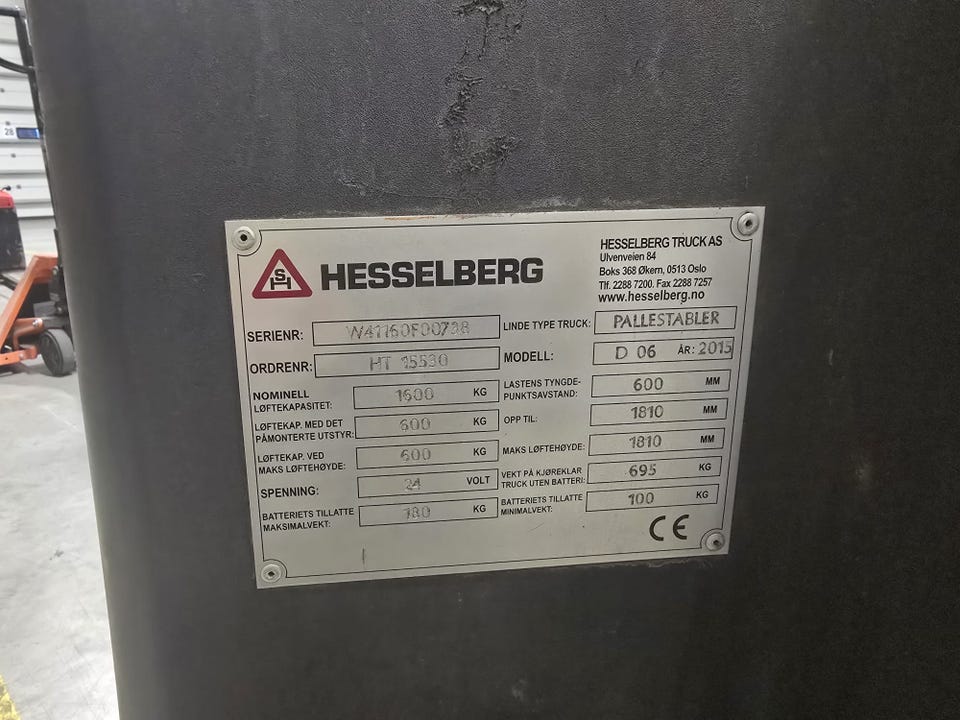 28
SH HESSELBERG
HESSELBERG TRUCK AS
Ulvenveien 84
Boks 368 Økern, 0513 Oslo
Tlf. 2288 7200. Fax 2288 7257
www.hesselberg.no
SERIENR: W41160F00738
LINDE TYPE TRUCK: PALLESTABLER
ORDRENR: HT 15530
MODELL: D 06 ÅR: 2015
NOMINELL
LØFTEKAPASITET: 1600 KG
LASTENS TYNGDE-
PUNKTSAVSTAND: 600 MM
LØFTEKAP. MED DET
PÅMONTERTE UTSTYR: 600 KG
OPP TIL: 1810 MM
LØFTEKAP. VED
MAKS LØFTEHØYDE: 600 KG
MAKS LØFTEHØYDE: 1810 MM
SPENNING: 24 VOLT
VEKT PÅ KJØREKLAR
TRUCK UTEN BATTERI: 695 KG
BATTERIETS TILLATTE
MAKSIMALVEKT: 180 KG
BATTERIETS TILLATTE
MINIMALVEKT: 100 KG
CE